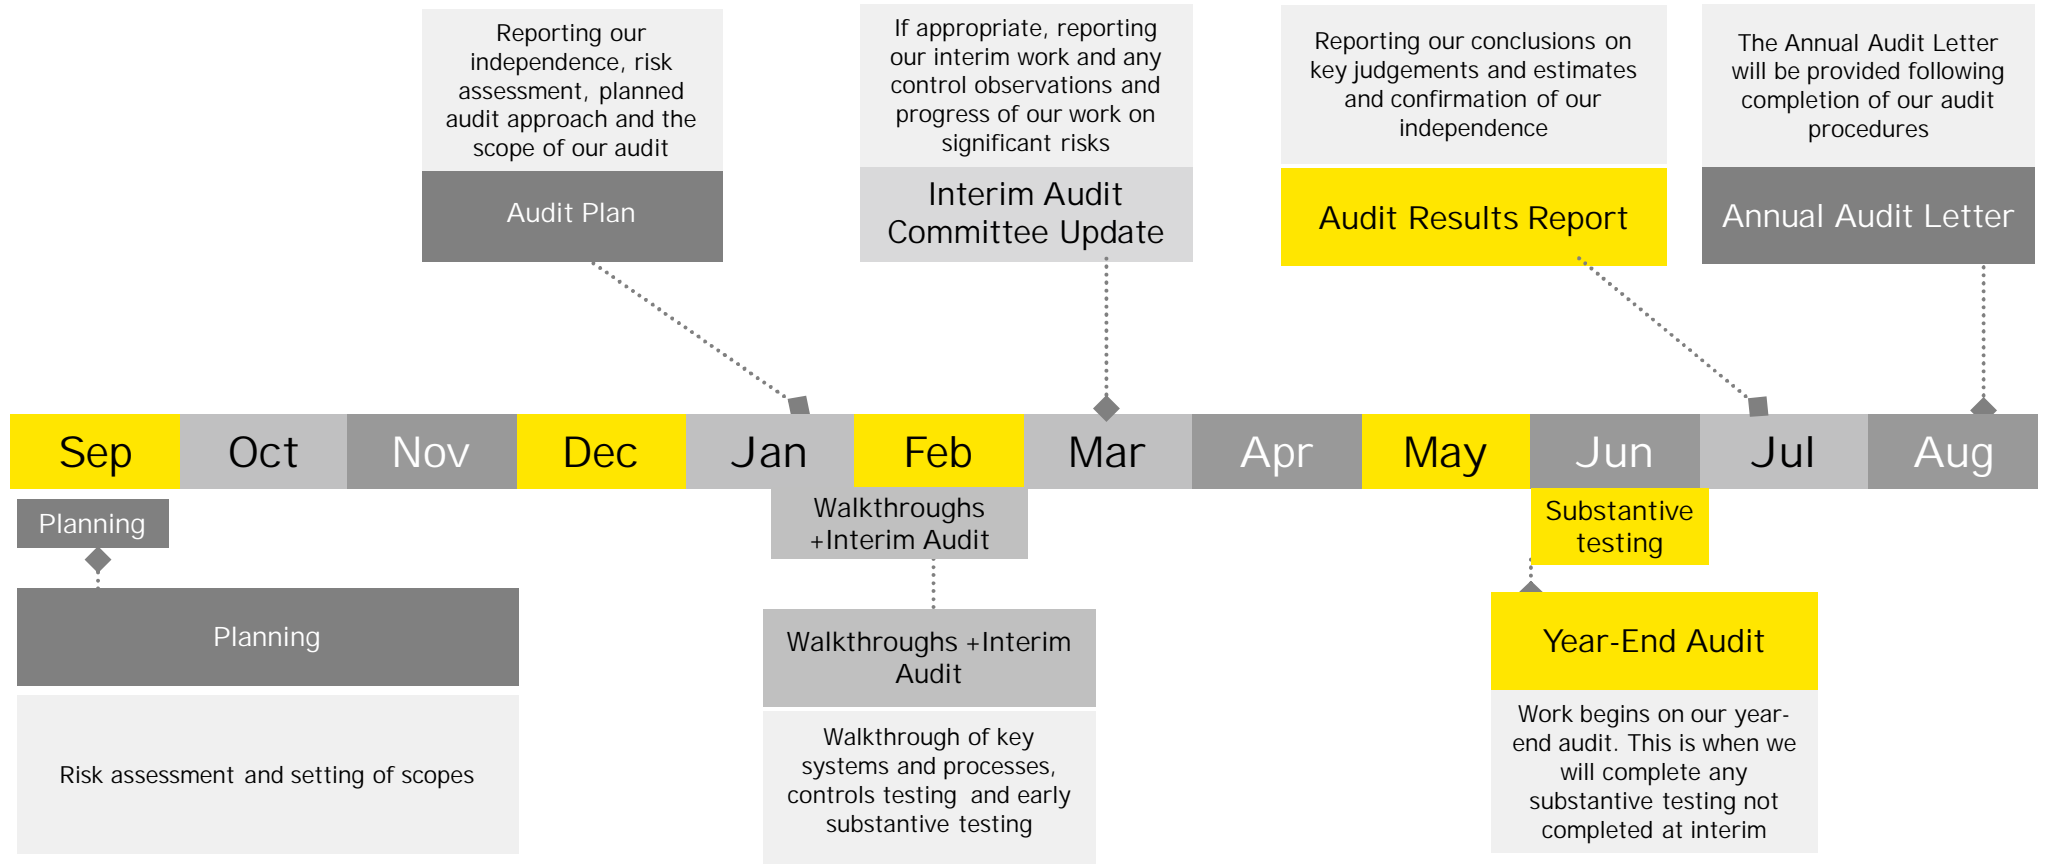 Reporting our
independence, risk
assessment, planned
audit approach and the
scope of our audit
Audit Plan
If appropriate, reporting
our interim work and any
control observations and
progress of our work on
significant risks
Interim Audit
Committee Update
Reporting our conclusions on
key judgements and estimates
and confirmation of our
independence
Audit Results Report
The Annual Audit Letter
will be provided following
completion of our audit
procedures
Annual Audit Letter
Sep Oct Nov Dec Jan Feb Mar Apr May Jun Jul Aug
Planning
Planning
Risk assessment and setting of scopes
Walkthroughs
+Interim Audit
Walkthroughs +Interim
Audit
Walkthrough of key
systems and processes,
controls testing and early
substantive testing
Substantive
testing
Year-End Audit
Work begins on our year-
end audit. This is when we
will complete any
substantive testing not
completed at interim